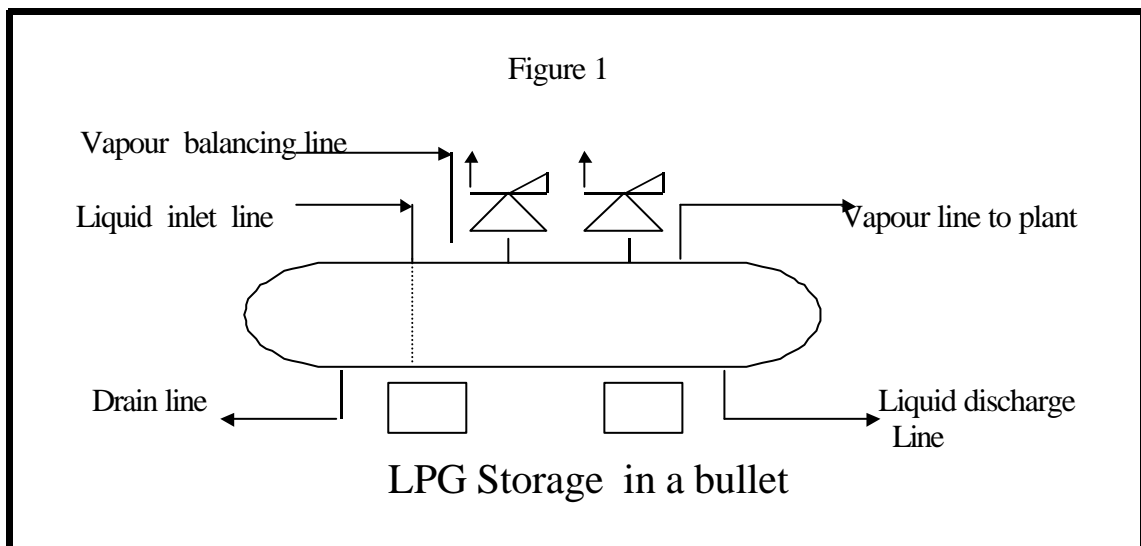 Figure 1
Vapour balancing line
Liquid inlet line
Vapour line to plant
Drain line
Liquid discharge
Line
LPG Storage in a bullet